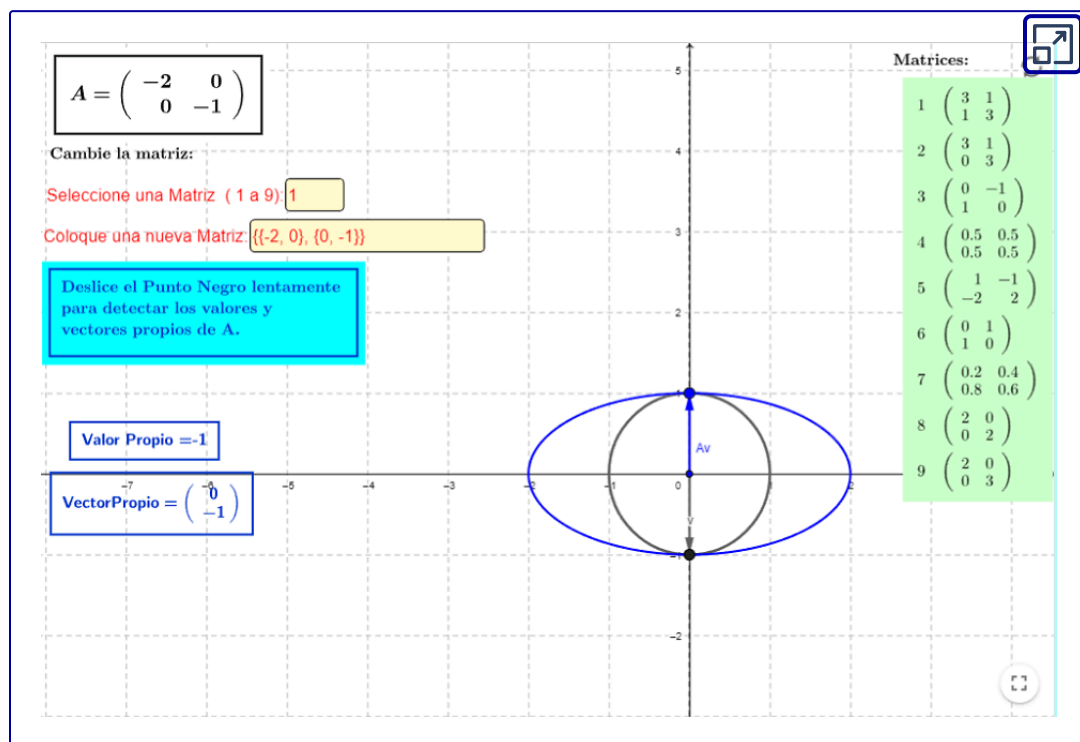 A = ( −2 0
0 −1 )
Cambie la matriz:
Seleccione una Matriz ( 1 a 9): 1
Coloque una nueva Matriz: {{-2, 0}, {0, -1}}
Deslice el Punto Negro lentamente
para detectar los valores y
vectores propios de A.
Valor Propio =-1
VectorPropio = ( 0
−1 )
5
4
3
2
1
Av
−7 −6 −5 −4 −3 −2 −1 0 1 2
v
−1
−2
Matrices:
1 ( 3 1
1 3 )
2 ( 3 1
0 3 )
3 ( 0 −1
1 0 )
4 ( 0.5 0.5
0.5 0.5 )
5 ( 1 −1
−2 2 )
6 ( 0 1
1 0 )
7 ( 0.2 0.4
0.8 0.6 )
8 ( 2 0
0 2 )
9 ( 2 0
0 3 )